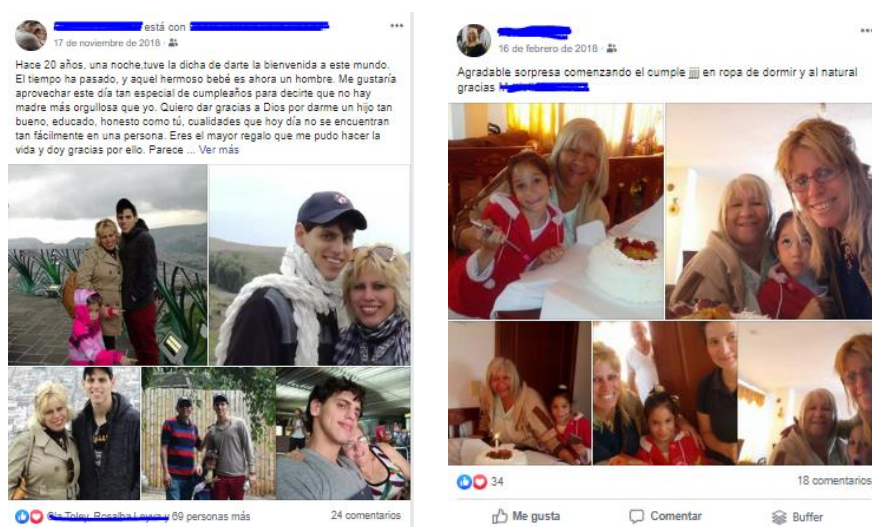 está con
17 de noviembre de 2018 ·
Hace 20 años, una noche,tuve la dicha de darte la bienvenida a este mundo.
El tiempo ha pasado, y aquel hermoso bebé es ahora un hombre. Me gustaría
aprovechar este día tan especial de cumpleaños para decirte que no hay
madre más orgullosa que yo. Quiero dar gracias a Dios por darme un hijo tan
bueno, educado, honesto como tú, cualidades que hoy día no se encuentran
tan fácilmente en una persona. Eres el mayor regalo que me pudo hacer la
vida y doy gracias por ello. Parece ... Ver más
y 69 personas más
24 comentarios
16 de febrero de 2018 ·
Agradable sorpresa comenzando el cumple jjjjj en ropa de dormir y al natural
gracias
34
18 comentarios
Me gusta
Comentar
Buffer